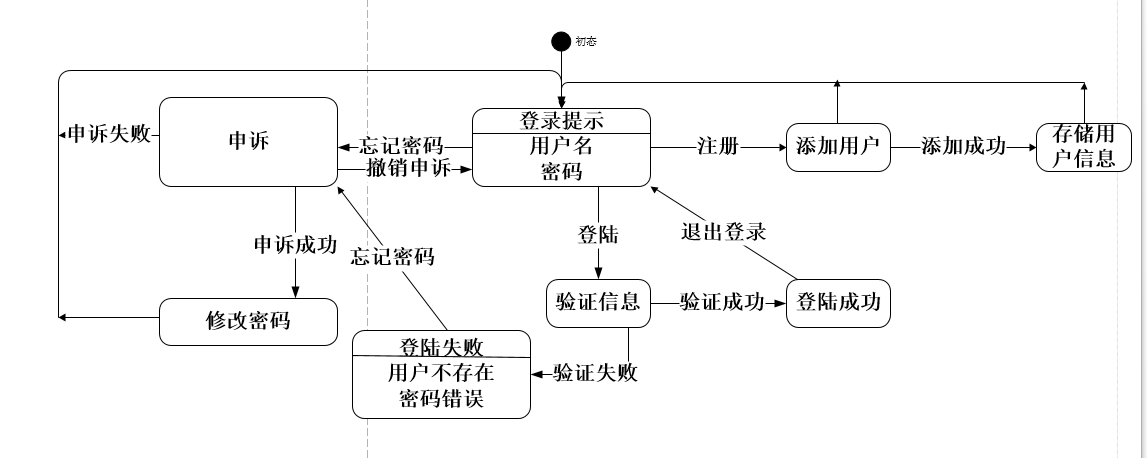 初态
登录提示
用户名
密码
申诉失败
申诉
忘记密码
撤销申诉
注册
添加用户
添加成功
存储用
户信息
申诉成功
忘记密码
登陆
退出登录
验证信息
验证成功
登陆成功
修改密码
登陆失败
用户不存在
密码错误
验证失败